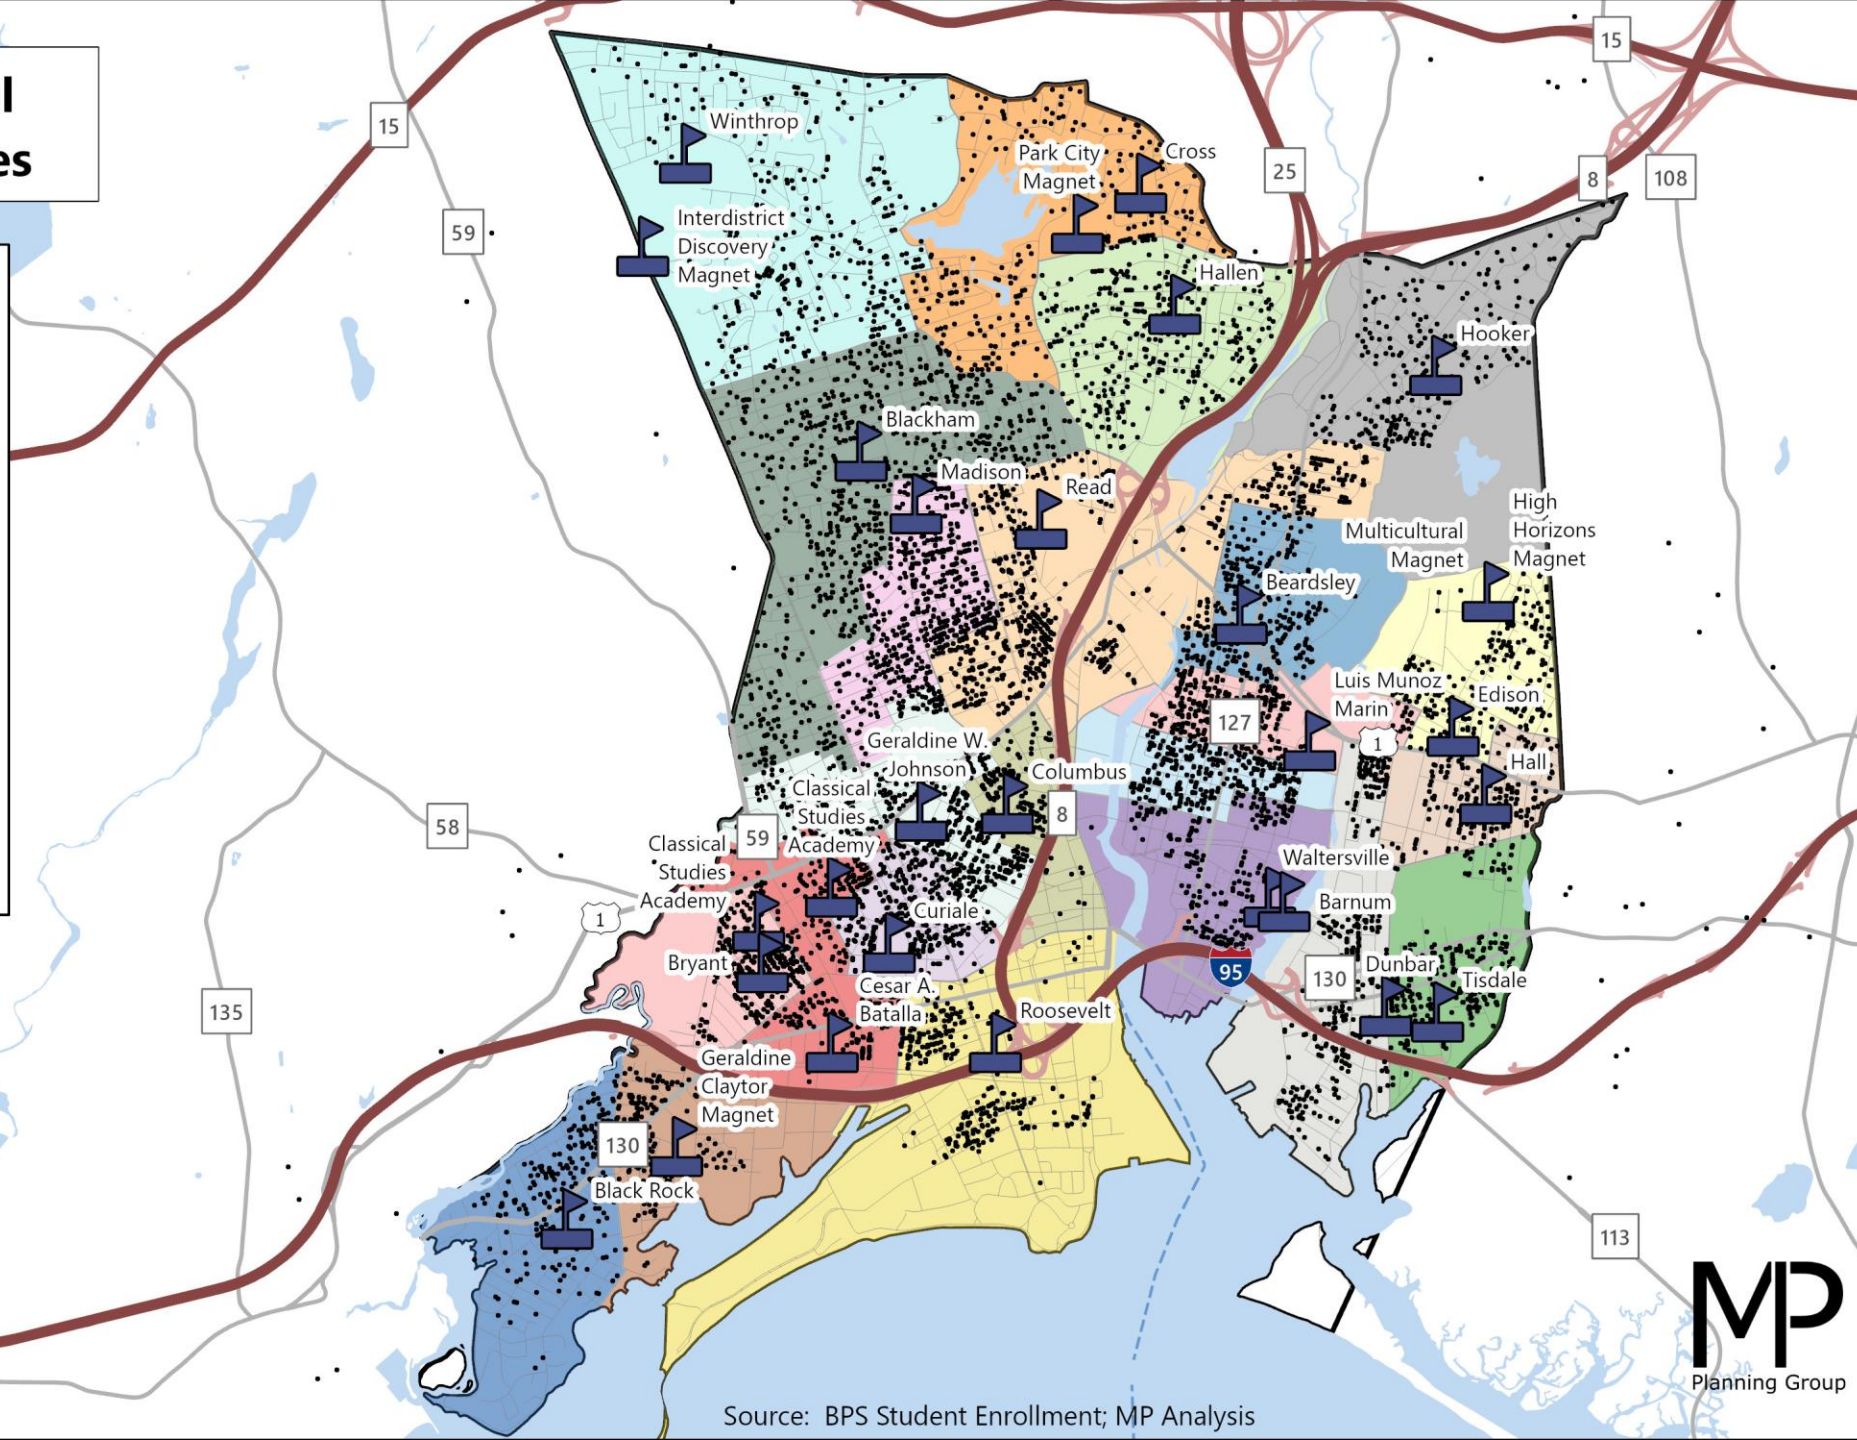 l
es
15
15
Winthrop
Park City
Magnet
Cross
25
8
108
59
Interdistrict
Discovery
Magnet
Hallen
Hooker
Blackham
Madison
Read
High
Horizons
Magnet
Multicultural
Magnet
Beardsley
Luis Munoz
Marin
Edison
127
1
Geraldine W.
Johnson
Columbus
Hall
Classical
Studies
Academy
8
58
59
Classical
Studies
Academy
Waltersville
Barnum
1
Curiale
Bryant
95
130
Dunbar
Tisdale
Cesar A.
Batalla
Roosevelt
135
Geraldine
Claytor
Magnet
130
Black Rock
113
MP
Planning Group
Source:  BPS Student Enrollment; MP Analysis